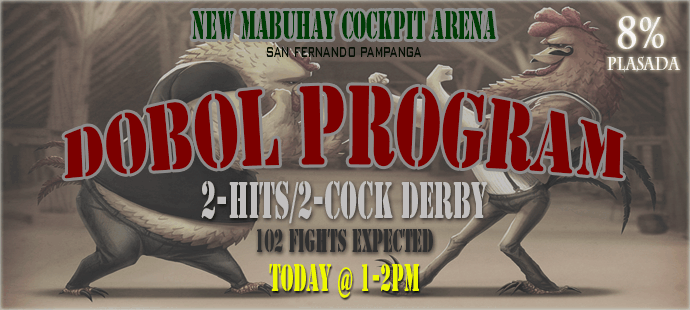 NEW MABUHAY COCKPIT ARENA
SAN FERNANDO PAMPANGA
8%
PLASADA
DOBOL PROGRAM
2-HITS/2-COCK DERBY
102 FIGHTS EXPECTED
TODAY @ 1-2PM